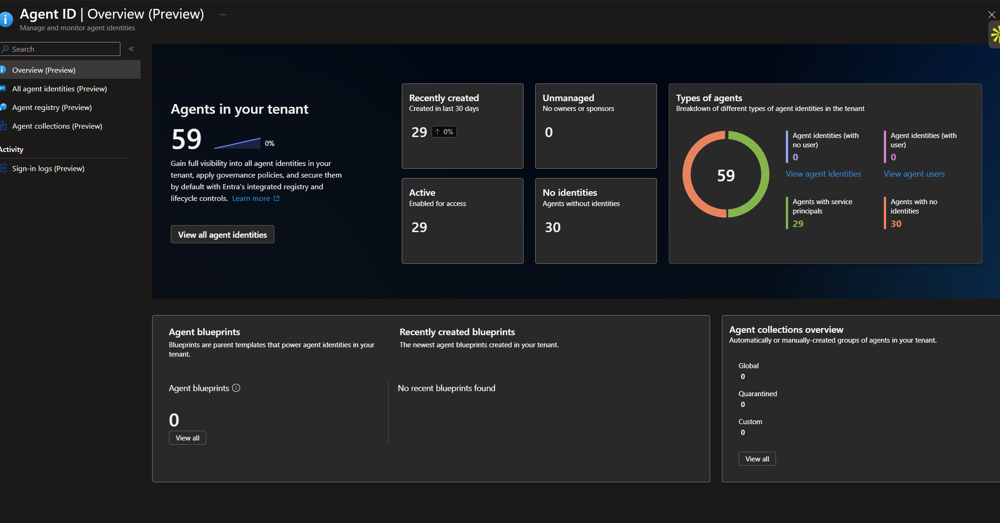 Agent ID | Overview (Preview) ...
Manage and monitor agent identities
Search
Overview (Preview)
All agent identities (Preview)
Agent registry (Preview)
Agent collections (Preview)
Activity
Sign-in logs (Preview)
Agents in your tenant
59
0%
Gain full visibility into all agent identities in your
tenant, apply governance policies, and secure them
by default with Entra's integrated registry and
lifecycle controls. Learn more
View all agent identities
Recently created
Created in last 30 days
29 ↑ 0%
Unmanaged
No owners or sponsors
0
Active
Enabled for access
29
No identities
Agents without identities
30
Types of agents
Breakdown of different types of agent identities in the tenant
59
Agent identities (with
no user)
0
View agent identities
Agent identities (with
user)
0
View agent users
Agents with service
principals
29
Agents with no
identities
30
Agent blueprints
Blueprints are parent templates that power agent identities in your
tenant.
Agent blueprints
0
View all
Recently created blueprints
The newest agent blueprints created in your tenant.
No recent blueprints found
Agent collections overview
Automatically or manually-created groups of agents in your tenant.
Global
0
Quarantined
0
Custom
0
View all